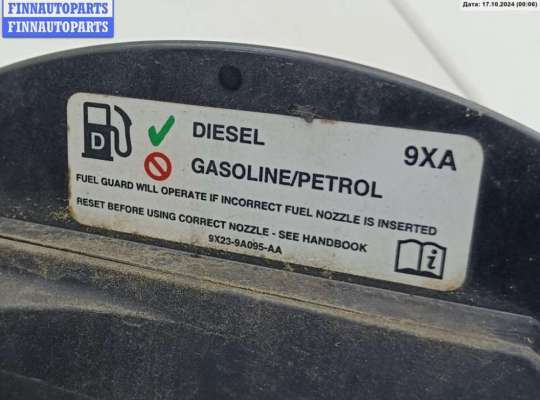 FINNAUTOPARTS
FINNAUTOPARTS
Дата: 17.10.2024 (00:06)
D DIESEL 9XA
GASOLINE/PETROL
FUEL GUARD WILL OPERATE IF INCORRECT FUEL NOZZLE IS INSERTED
RESET BEFORE USING CORRECT NOZZLE - SEE HANDBOOK
9X23-9A095-AA
i